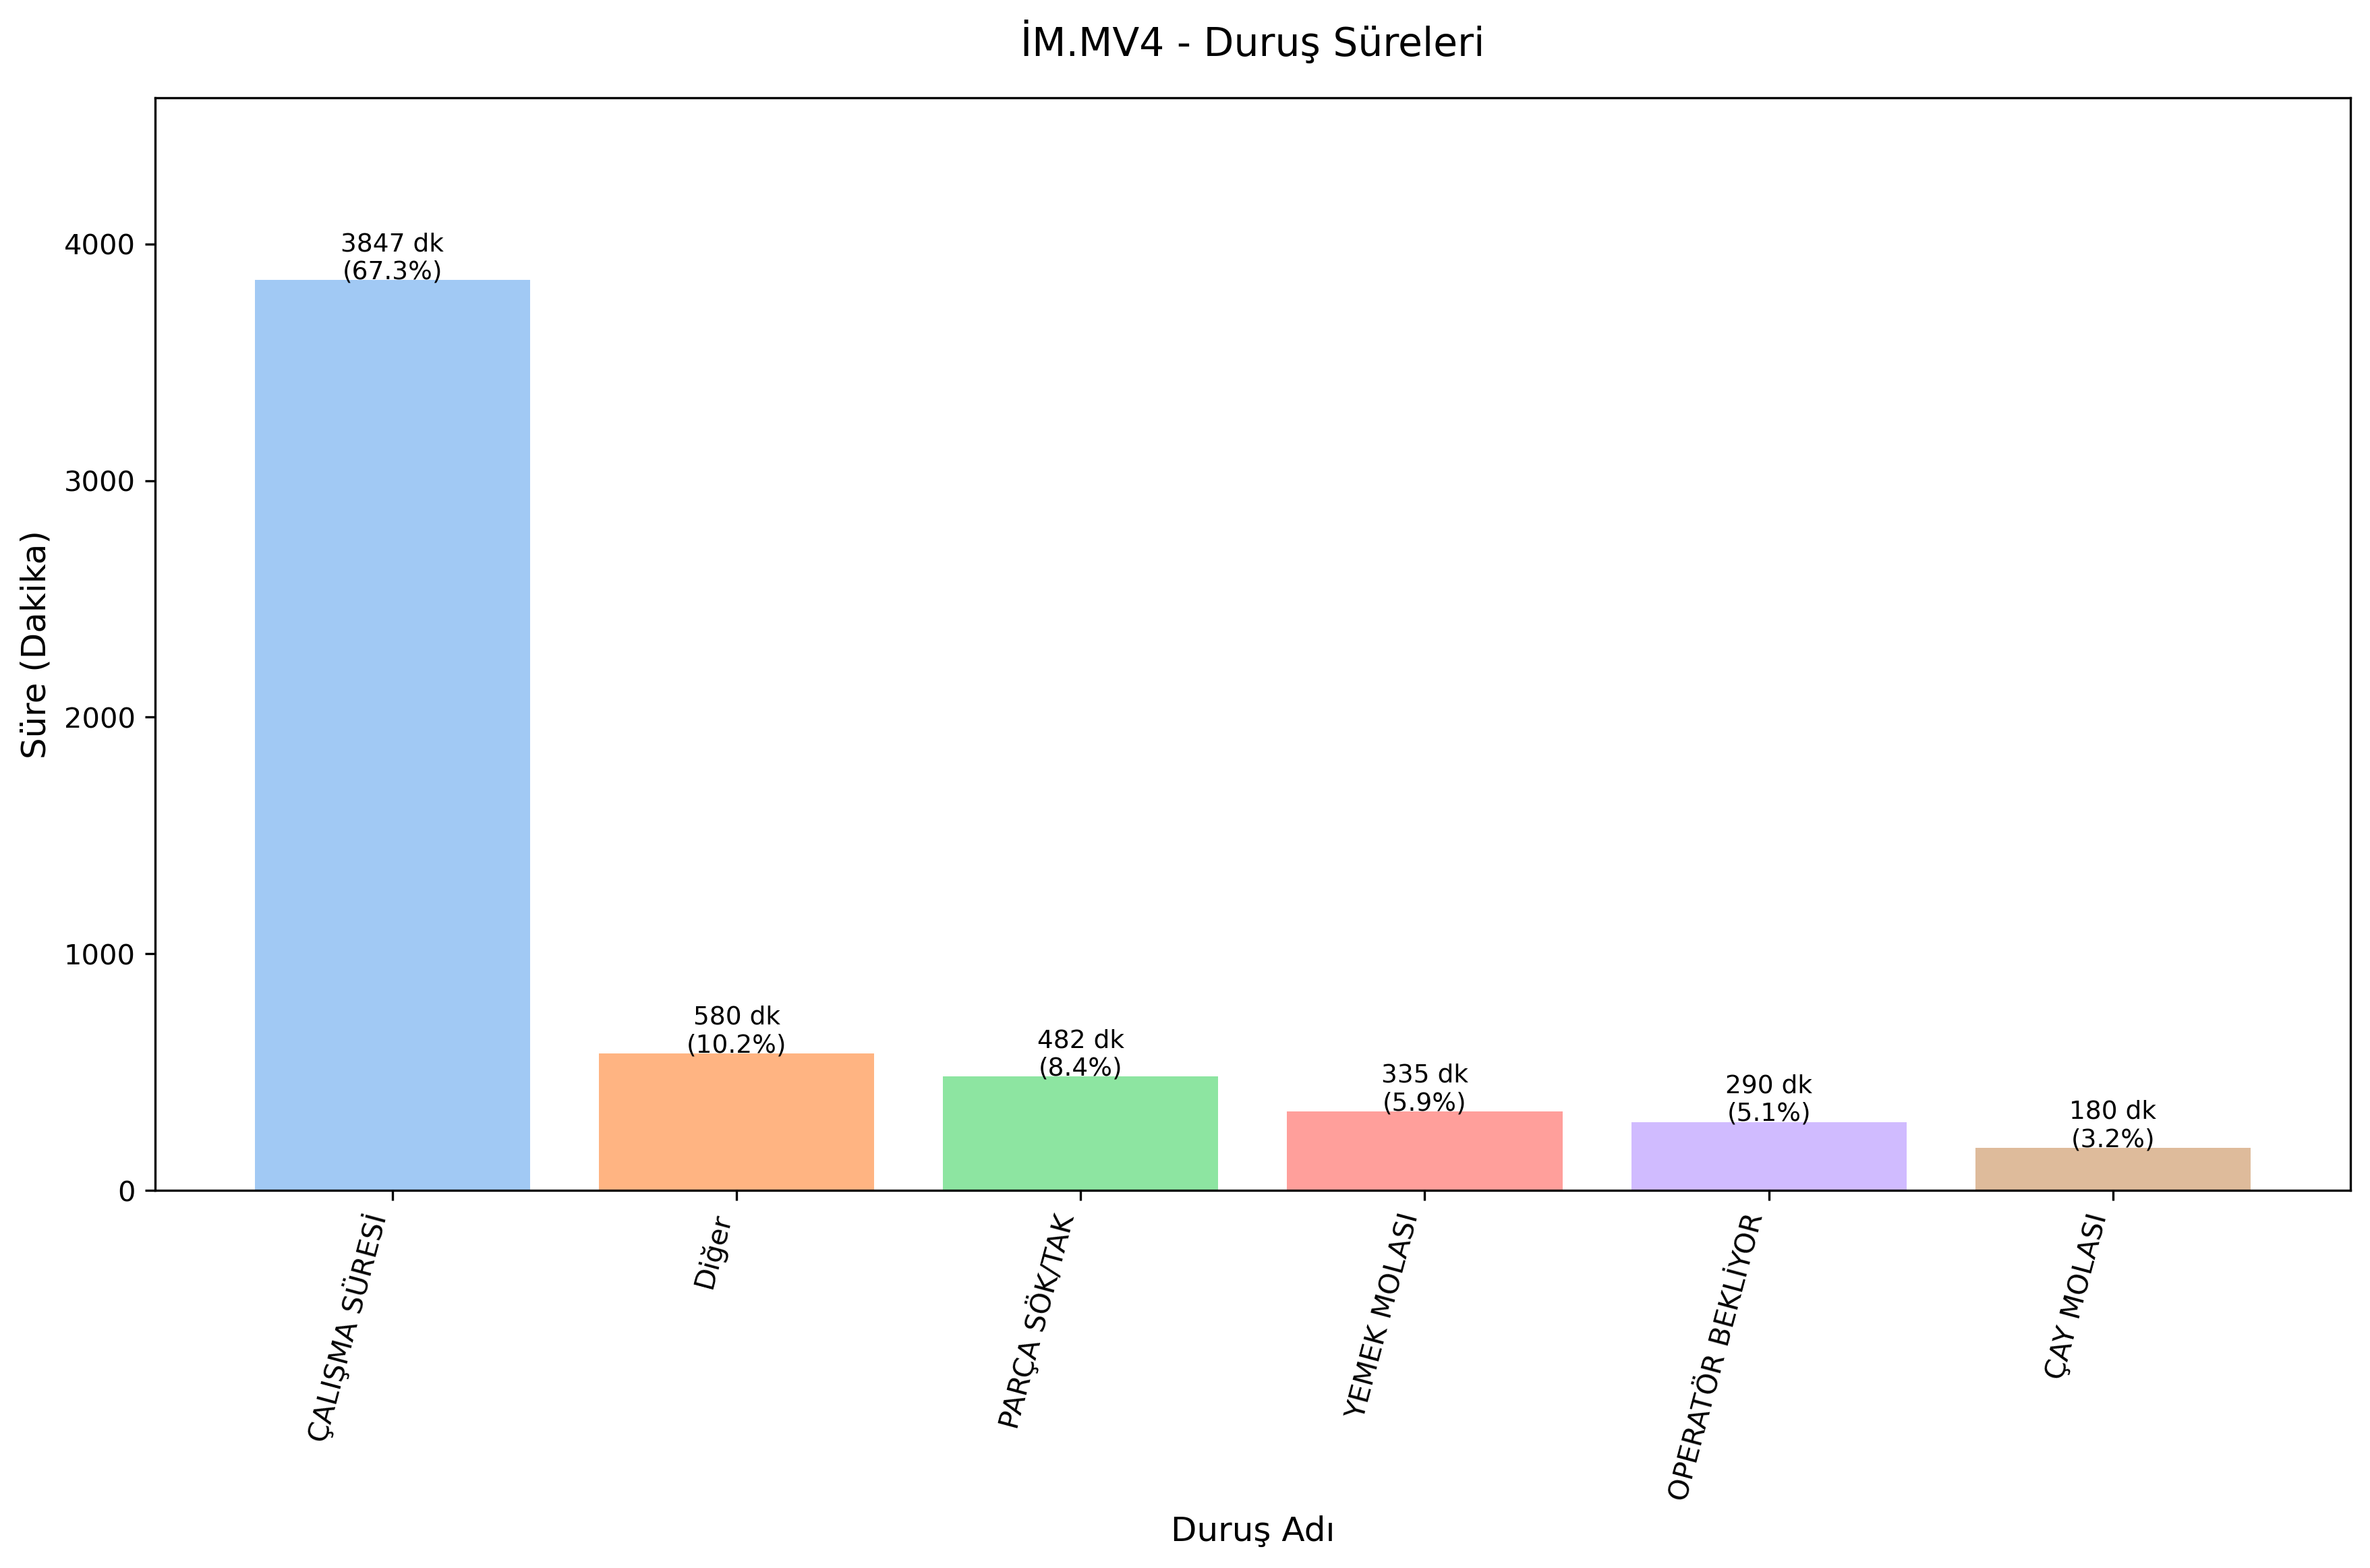 İM.MV4 - Duruş Süreleri
Süre (Dakika)
4000
3000
2000
1000
0
3847 dk
(67.3%)
580 dk
(10.2%)
482 dk
(8.4%)
335 dk
(5.9%)
290 dk
(5.1%)
180 dk
(3.2%)
ÇALIŞMA SÜRESİ
Diğer
PARÇA SÖK/TAK
YEMEK MOLASI
OPERATÖR BEKLİYOR
ÇAY MOLASI
Duruş Adı